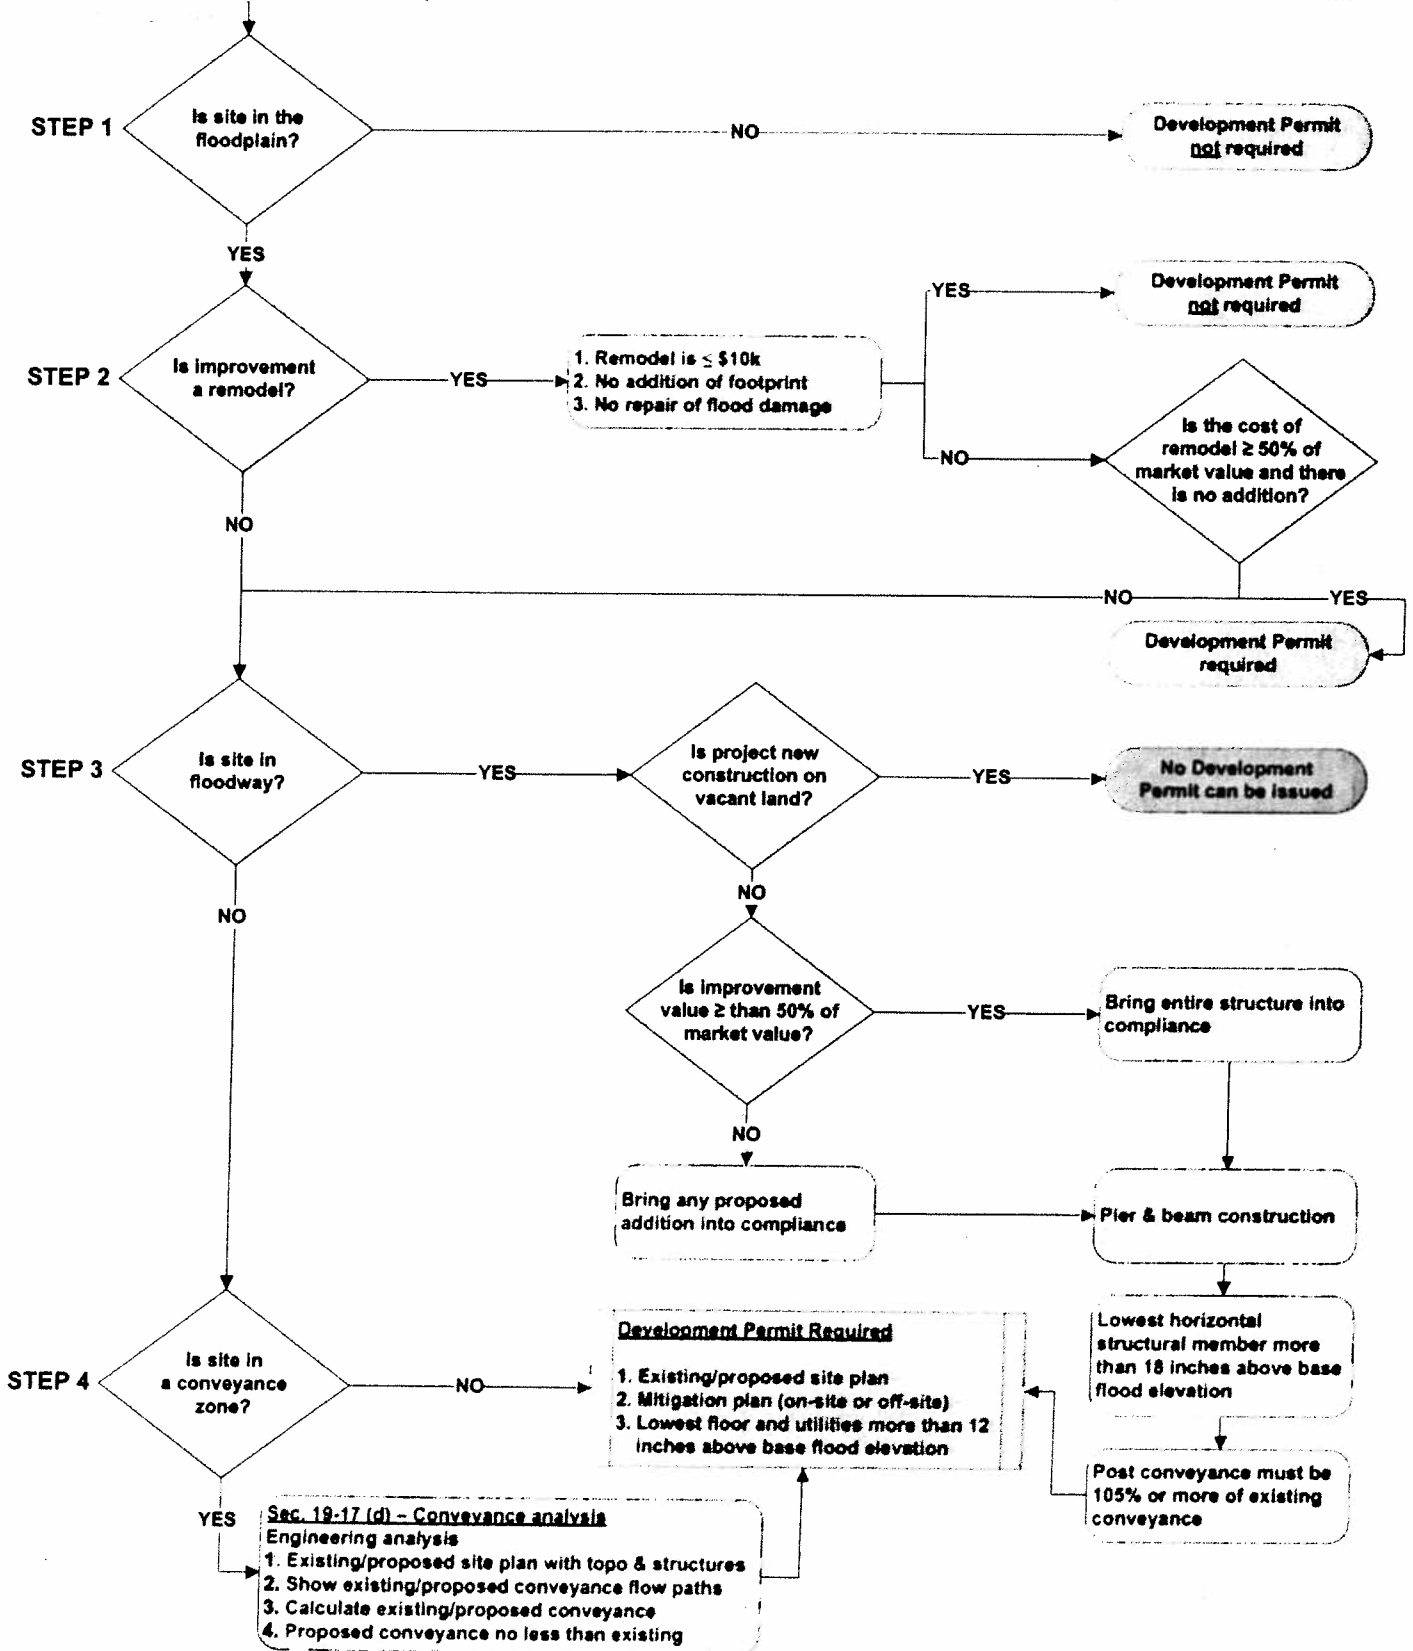 STEP 1
Is site in the
floodplain?
NO
Development Permit
not required
YES
STEP 2
Is improvement
a remodel?
YES
1. Remodel is ≤ $10k
2. No addition of footprint
3. No repair of flood damage
YES
Development Permit
not required
NO
Is the cost of
remodel ≥ 50% of
market value and there
is no addition?
NO
NO
YES
Development Permit
required
STEP 3
Is site in
floodway?
YES
Is project new
construction on
vacant land?
YES
No Development
Permit can be issued
NO
NO
Is improvement
value ≥ than 50% of
market value?
YES
Bring entire structure into
compliance
NO
Bring any proposed
addition into compliance
Pier & beam construction
Lowest horizontal
structural member more
than 18 inches above base
flood elevation
Post conveyance must be
105% or more of existing
conveyance
STEP 4
Is site in
a conveyance
zone?
NO
Development Permit Required
1. Existing/proposed site plan
2. Mitigation plan (on-site or off-site)
3. Lowest floor and utilities more than 12
inches above base flood elevation
YES
Sec. 19-17 (d) – Conveyance analysis
Engineering analysis
1. Existing/proposed site plan with topo & structures
2. Show existing/proposed conveyance flow paths
3. Calculate existing/proposed conveyance
4. Proposed conveyance no less than existing